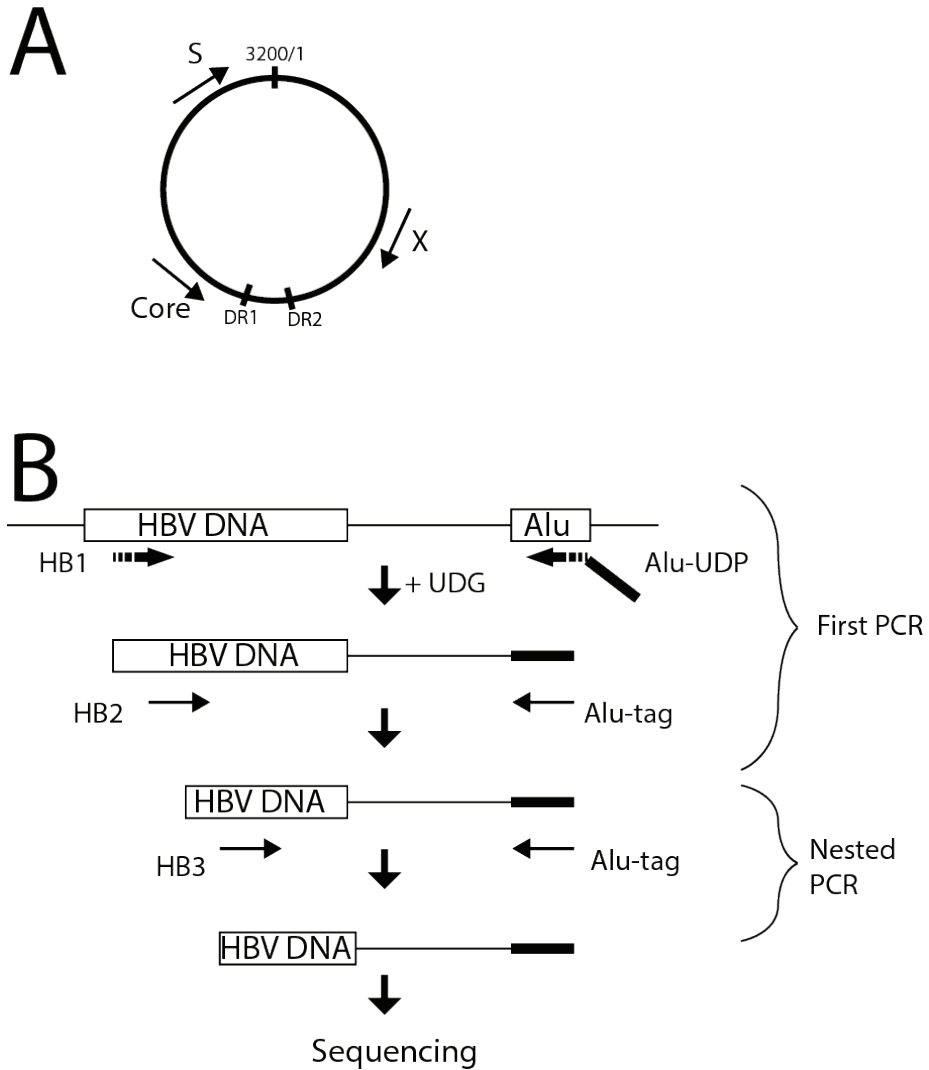 A
S
3200/1
X
Core
DR1
DR2
B
HBV DNA
Alu
HB1
Alu-UDP
+ UDG
First PCR
HBV DNA
HB2
Alu-tag
HBV DNA
HB3
Alu-tag
Nested
PCR
HBV DNA
Sequencing